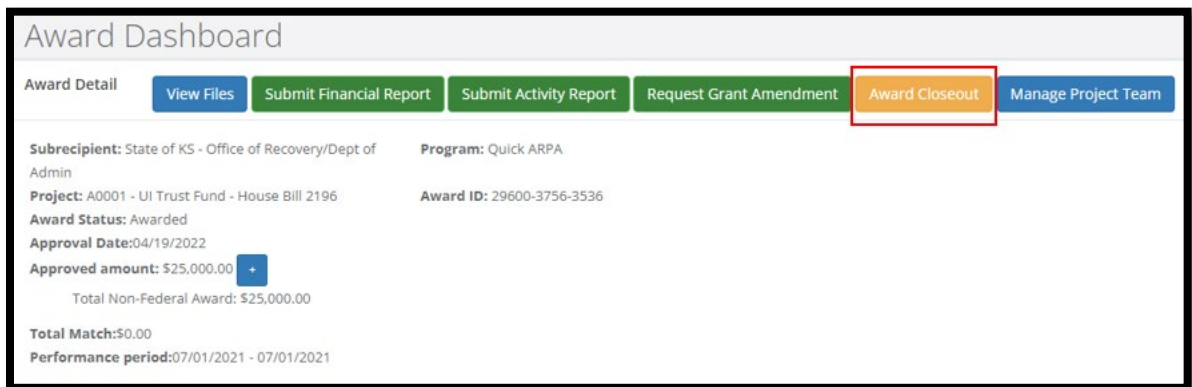 Award Dashboard
Award Detail View Files Submit Financial Report Submit Activity Report Request Grant Amendment Award Closeout Manage Project Team
Subrecipient: State of KS - Office of Recovery/Dept of Program: Quick ARPA
Admin
Project: A0001 - UI Trust Fund - House Bill 2196 Award ID: 29600-3756-3536
Award Status: Awarded
Approval Date:04/19/2022
Approved amount: $25,000.00 +
Total Non-Federal Award: $25,000.00
Total Match:$0.00
Performance period:07/01/2021 - 07/01/2021